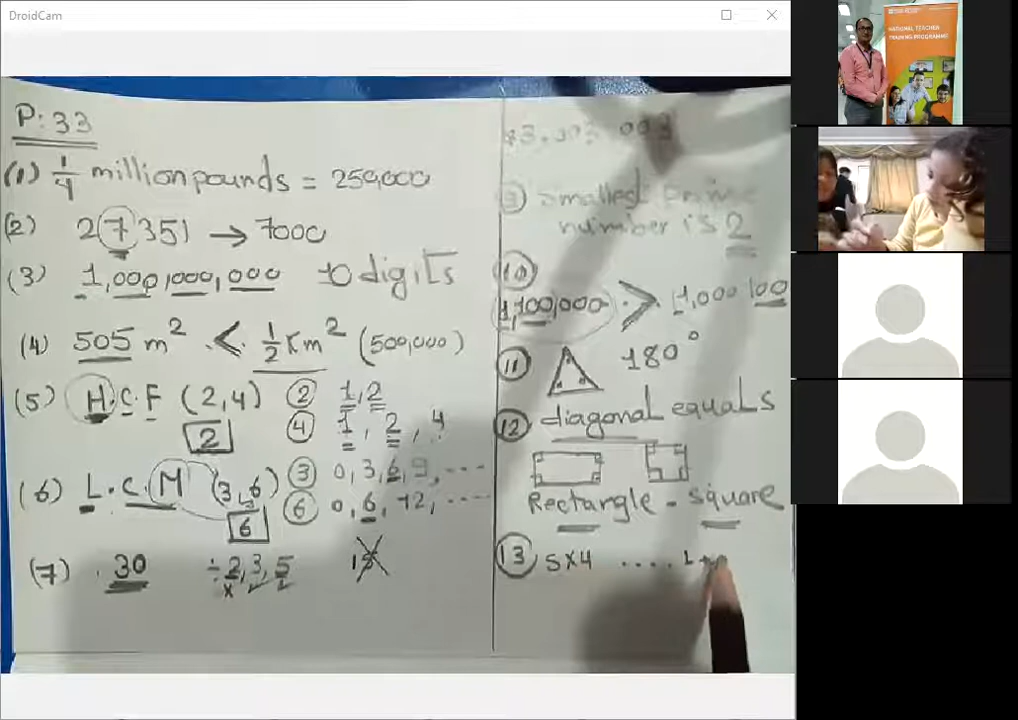 DroidCam
P: 33
(1) 1/4 million pounds = 250,000
(2) 27351 → 7000
(3) 1,000,000,000 10 digits
(4) 505 m² < 1/2 Km² (500,000)
(5) H.C.F (2,4) ② 1,2
2 ④ 1, 2, 4
(6) L.C.M (3,6) ③ 0,3,6,9,...
6 ⑥ 0,6,12,...
(7) 30 ÷ 2, 3, 5 15
number is 2
⑩
1,100,000 > 1,000 100
⑪ 180°
⑫ diagonal equals
Rectangle - square
⑬ 5x4 ....
NATIONAL TEACHER
TRAINING PROGRAMME